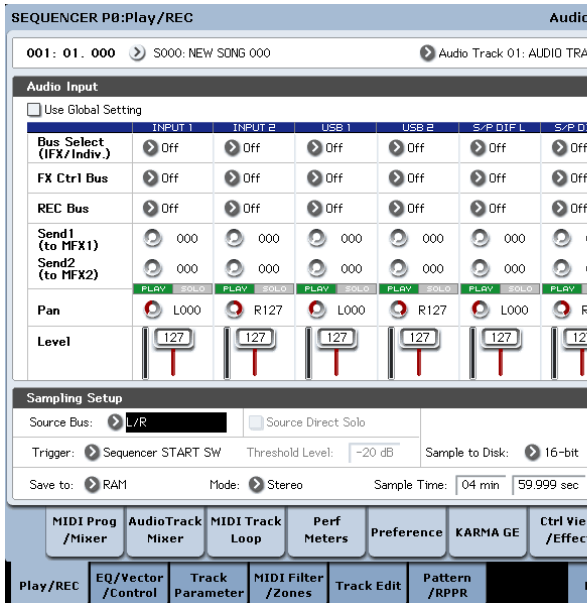 SEQUENCER P0:Play/REC Audio
001: 01. 000 S000: NEW SONG 000 Audio Track 01: AUDIO TRA
Audio Input
Use Global Setting
INPUT 1 INPUT 2 USB 1 USB 2 S/P DIF L S/P D
Bus Select
(IFX/Indiv.) Off Off Off Off Off Off
FX Ctrl Bus Off Off Off Off Off Off
REC Bus Off Off Off Off Off Off
Send1
(to MFX1) 000 000 000 000 000
Send2
(to MFX2) 000 000 000 000 000
PLAY SOLO PLAY SOLO PLAY SOLO PLAY SOLO PLAY SOLO PLAY
Pan L000 R127 L000 R127 L000
Level 127 127 127 127 127 12
Sampling Setup
Source Bus: L/R Source Direct Solo
Trigger: Sequencer START SW Threshold Level: -20 dB Sample to Disk: 16-bit
Save to: RAM Mode: Stereo Sample Time: 04 min 59.999 sec
MIDI Prog AudioTrack MIDI Track Perf Preference KARMA GE Ctrl Vie
/Mixer Mixer Loop Meters /Effec
Play/REC EQ/Vector Track MIDI Filter Track Edit Pattern
/Control Parameter /Zones /RPPR